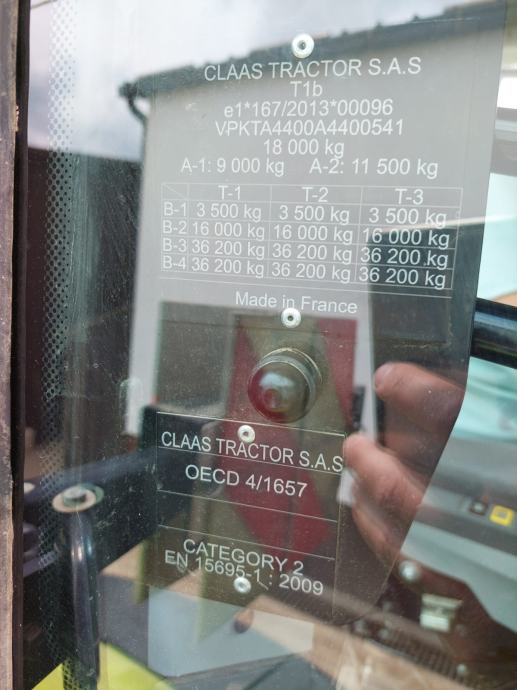 CLAAS TRACTOR S.A.S
T1b
e1*167/2013*00096
VPKTA4400A4400541
18 000 kg
A-1: 9 000 kg A-2: 11 500 kg
T-1 T-2 T-3
B-1 3 500 kg 3 500 kg 3 500 kg
B-2 16 000 kg 16 000 kg 16 000 kg
B-3 36 200 kg 36 200 kg 36 200 kg
B-4 36 200 kg 36 200 kg 36 200 kg
Made in France
CLAAS TRACTOR S.A.S
OECD 4/1657
CATEGORY 2
EN 15695-1 : 2009